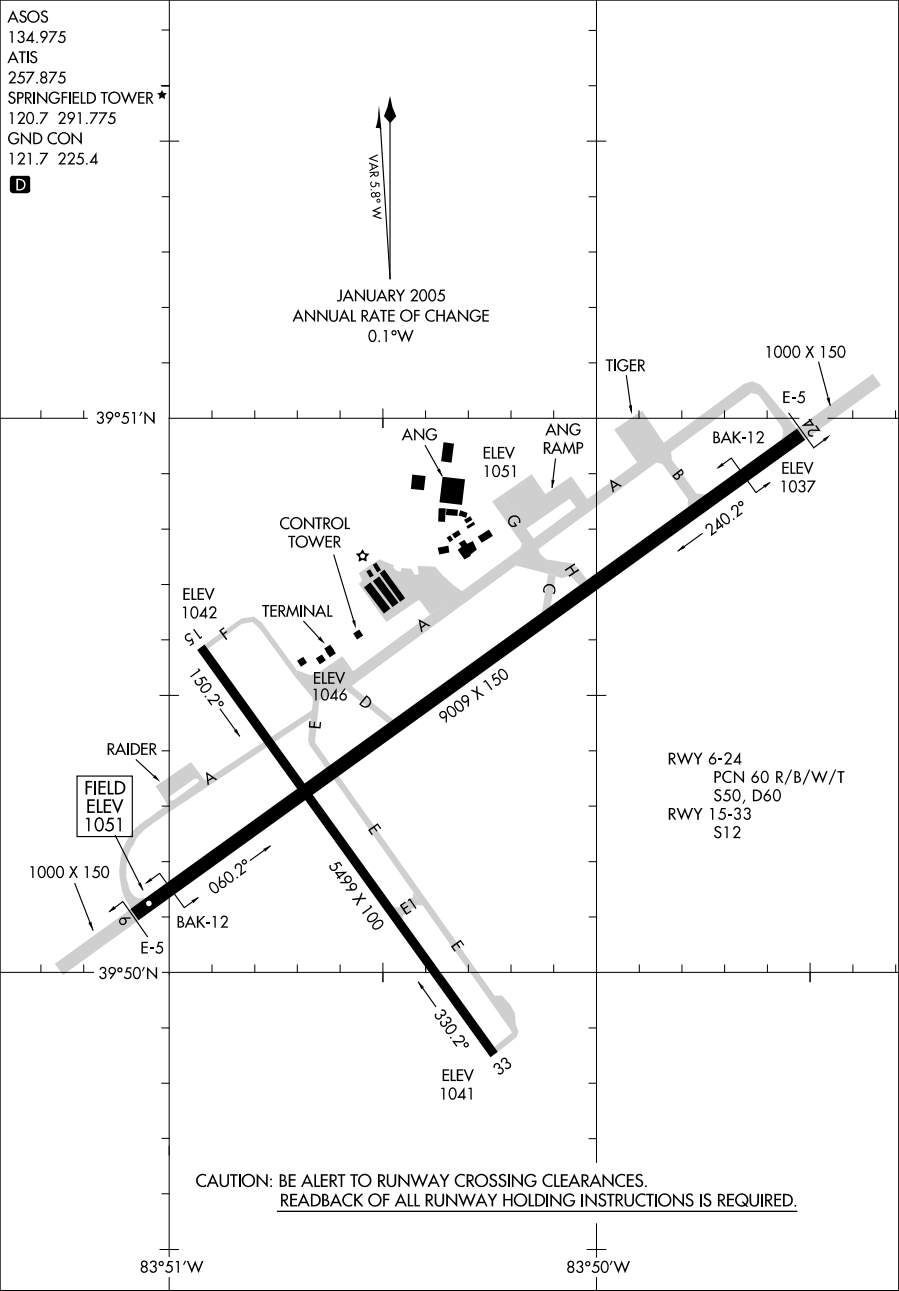 ASOS
134.975
ATIS
257.875
SPRINGFIELD TOWER ★
120.7 291.775
GND CON
121.7 225.4
D
VAR 5.8° W
JANUARY 2005
ANNUAL RATE OF CHANGE
0.1°W
1000 X 150
TIGER
39°51'N
E-5
24
ANG
ANG
RAMP
ELEV
1051
BAK-12
ELEV
1037
A
B
G
240.2°
CONTROL
TOWER
H
C
ELEV
1042
TERMINAL
15
F
A
ELEV
1046
150.2°
D
9009 X 150
E
RAIDER
A
FIELD
ELEV
1051
RWY 6-24
PCN 60 R/B/W/T
S50, D60
RWY 15-33
S12
E
1000 X 150
060.2°
5499 X 100
6
BAK-12
E1
E-5
E
39°50'N
330.2°
33
ELEV
1041
CAUTION: BE ALERT TO RUNWAY CROSSING CLEARANCES.
READBACK OF ALL RUNWAY HOLDING INSTRUCTIONS IS REQUIRED.
83°51'W
83°50'W